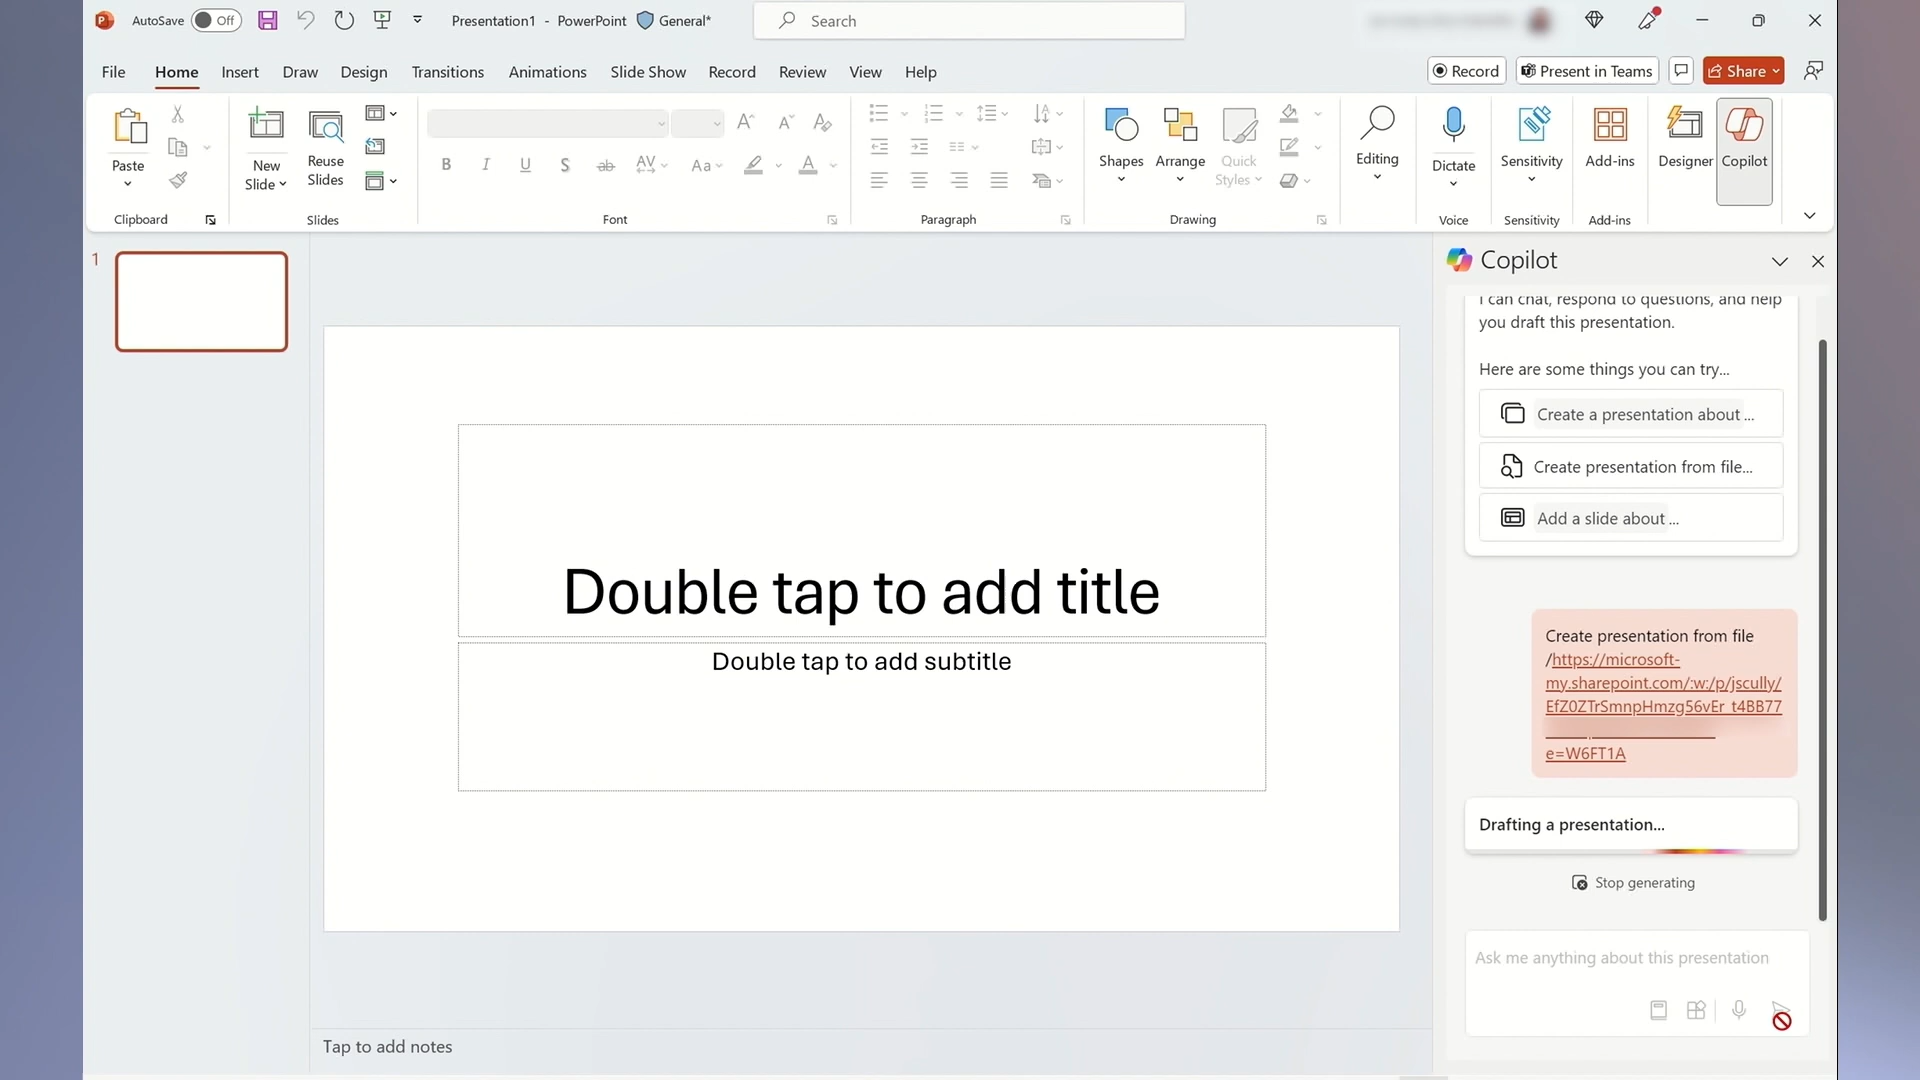 AutoSave Off Presentation1 - PowerPoint General* Search
File Home Insert Draw Design Transitions Animations Slide Show Record Review View Help Record Present in Teams Share
Paste
New Slide
Reuse Slides
AV Aa
Shapes
Arrange
Quick Styles
Editing
Dictate
Sensitivity
Add-ins
Designer
Copilot
Clipboard Slides Font Paragraph Drawing Voice Sensitivity Add-ins
1
Double tap to add title
Double tap to add subtitle
Tap to add notes
Copilot
I can chat, respond to questions, and help
you draft this presentation.
Here are some things you can try...
Create a presentation about ...
Create presentation from file...
Add a slide about ...
Create presentation from file
/https://microsoft-
my.sharepoint.com/:w:/p/jscully/
EfZ0ZTrSmnpHmzg56vEr_t4BB77
e=W6FT1A
Drafting a presentation...
Stop generating
Ask me anything about this presentation